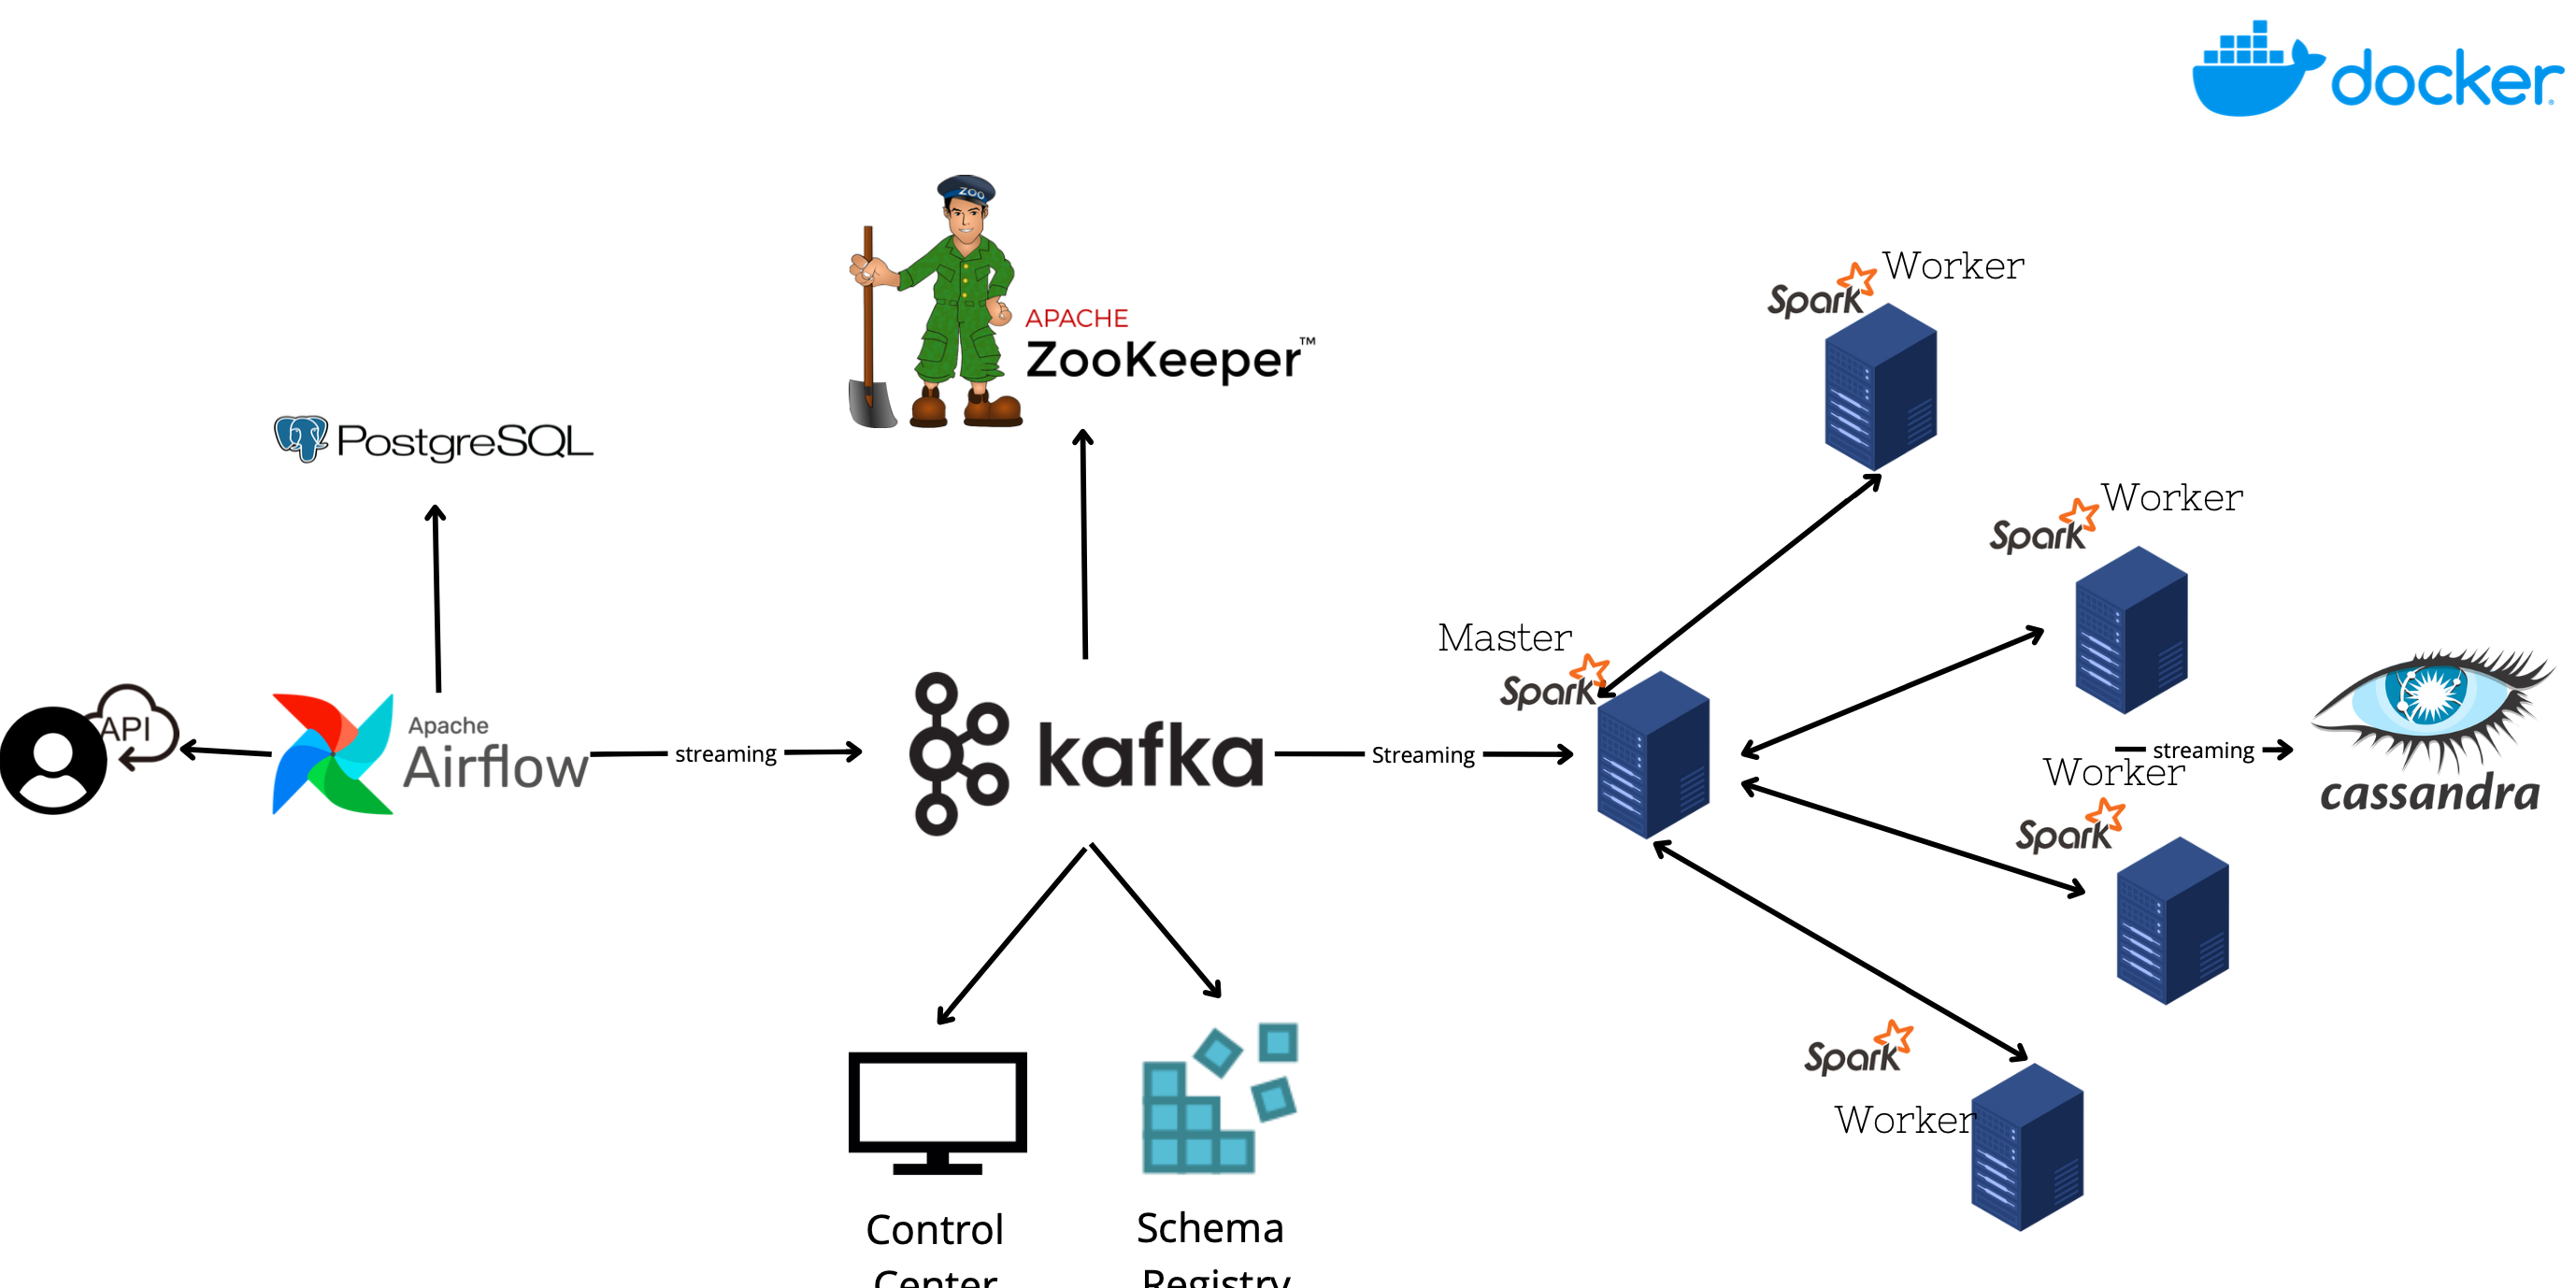 docker
ZOO
APACHE
ZooKeeper™
Worker
Spark
PostgreSQL
Worker
Spark
Master
Spark
API
Apache
Airflow
streaming
kafka
Streaming
streaming
Worker
Spark
cassandra
Spark
Worker
Control
Center
Schema
Registry